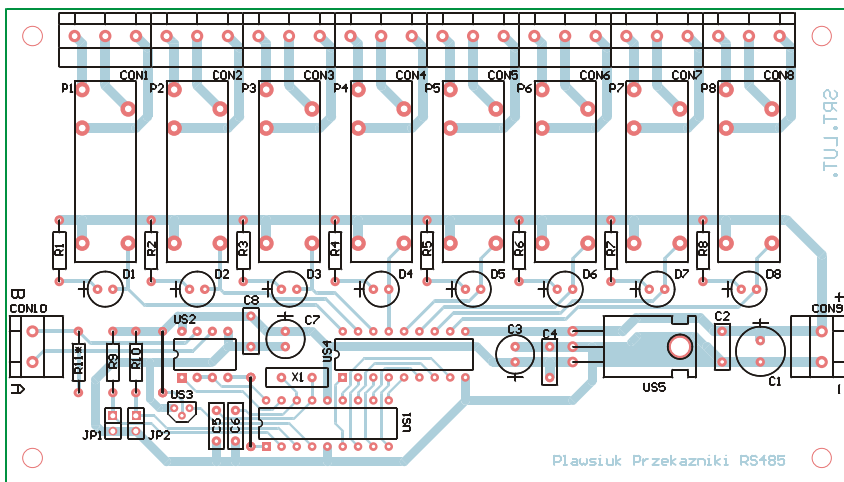 CON1 CON2 CON3 CON4 CON5 CON6 CON7 CON8
P1 P2 P3 P4 P5 P6 P7 P8
SRT.LUT.
R1 R2 R3 R4 R5 R6 R7 R8
D1 D2 D3 D4 D5 D6 D7 D8
+ + + + + + + +
B
CON10
A
+
CON9
-
US2
C8
C7
+
US4
C3
+
C4
C2
+
C1
US5
R11*
R9
R10
X1
US3
C5
C6
US1
JP1
JP2
Plawsiuk Przekazniki RS485